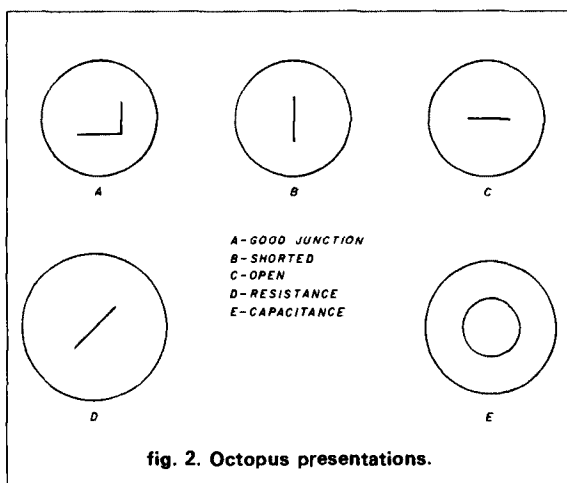 A
B
C
A-GOOD JUNCTION
B-SHORTED
C-OPEN
D-RESISTANCE
E-CAPACITANCE
D
E
fig. 2. Octopus presentations.